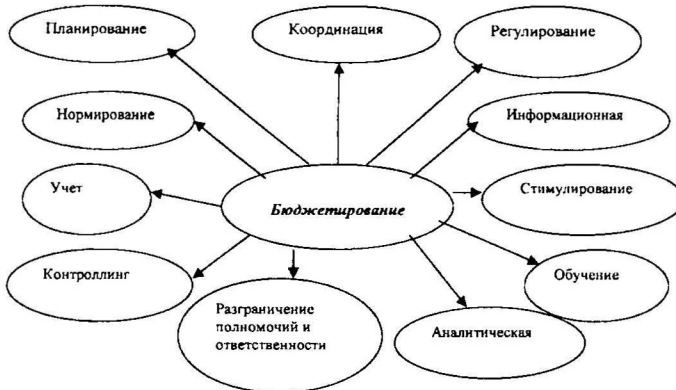 Планирование
Координация
Регулирование
Нормирование
Информационная
Учет
Бюджетирование
Стимулирование
Контроллинг
Обучение
Разграничение
полномочий и
ответственности
Аналитическая